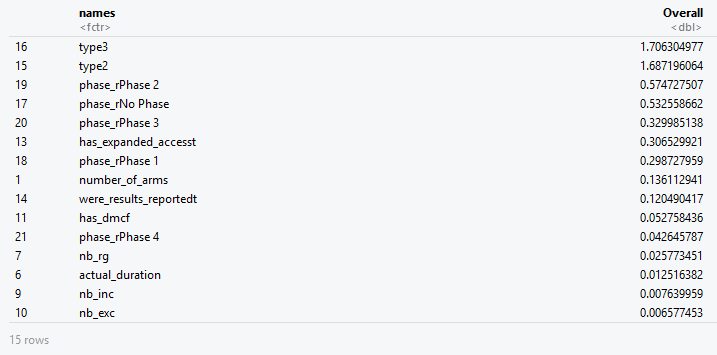 names Overall
<fctr> <dbl>
16 type3 1.706304977
15 type2 1.687196064
19 phase_rPhase 2 0.574727507
17 phase_rNo Phase 0.532558662
20 phase_rPhase 3 0.329985138
13 has_expanded_accesst 0.306529921
18 phase_rPhase 1 0.298727959
1 number_of_arms 0.136112941
14 were_results_reportedt 0.120490417
11 has_dmcf 0.052758436
21 phase_rPhase 4 0.042645787
7 nb_rg 0.025773451
6 actual_duration 0.012516382
9 nb_inc 0.007639959
10 nb_exc 0.006577453
15 rows